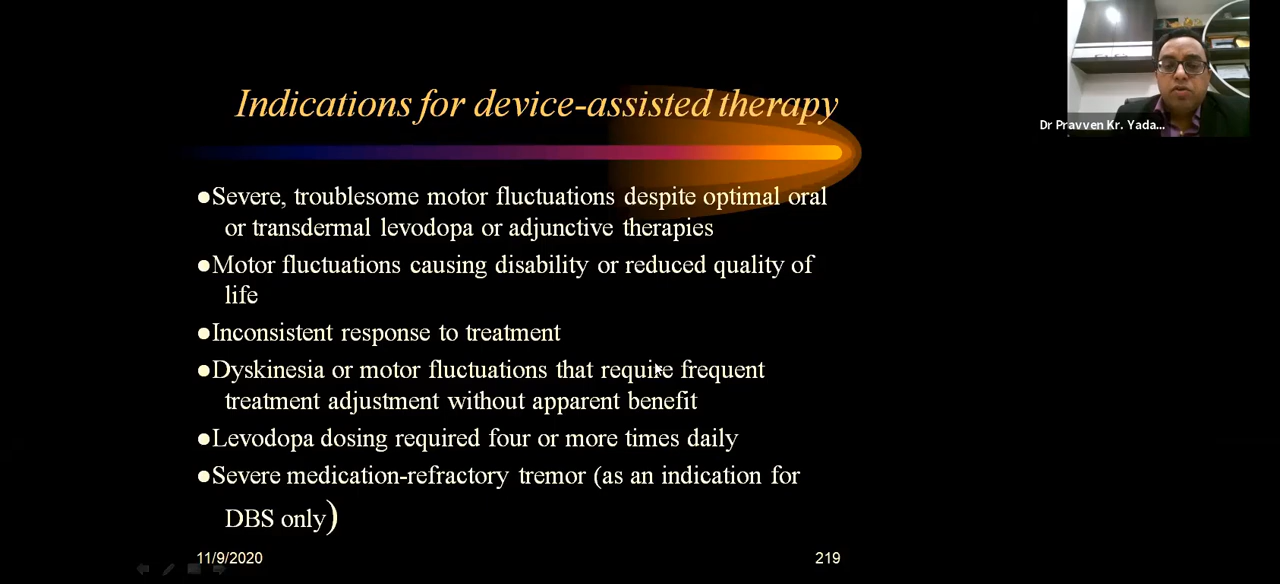 Indications for device-assisted therapy
Dr Pravven Kr. Yada...
●Severe, troublesome motor fluctuations despite optimal oral
or transdermal levodopa or adjunctive therapies
●Motor fluctuations causing disability or reduced quality of
life
●Inconsistent response to treatment
●Dyskinesia or motor fluctuations that require frequent
treatment adjustment without apparent benefit
●Levodopa dosing required four or more times daily
●Severe medication-refractory tremor (as an indication for
DBS only)
11/9/2020
219